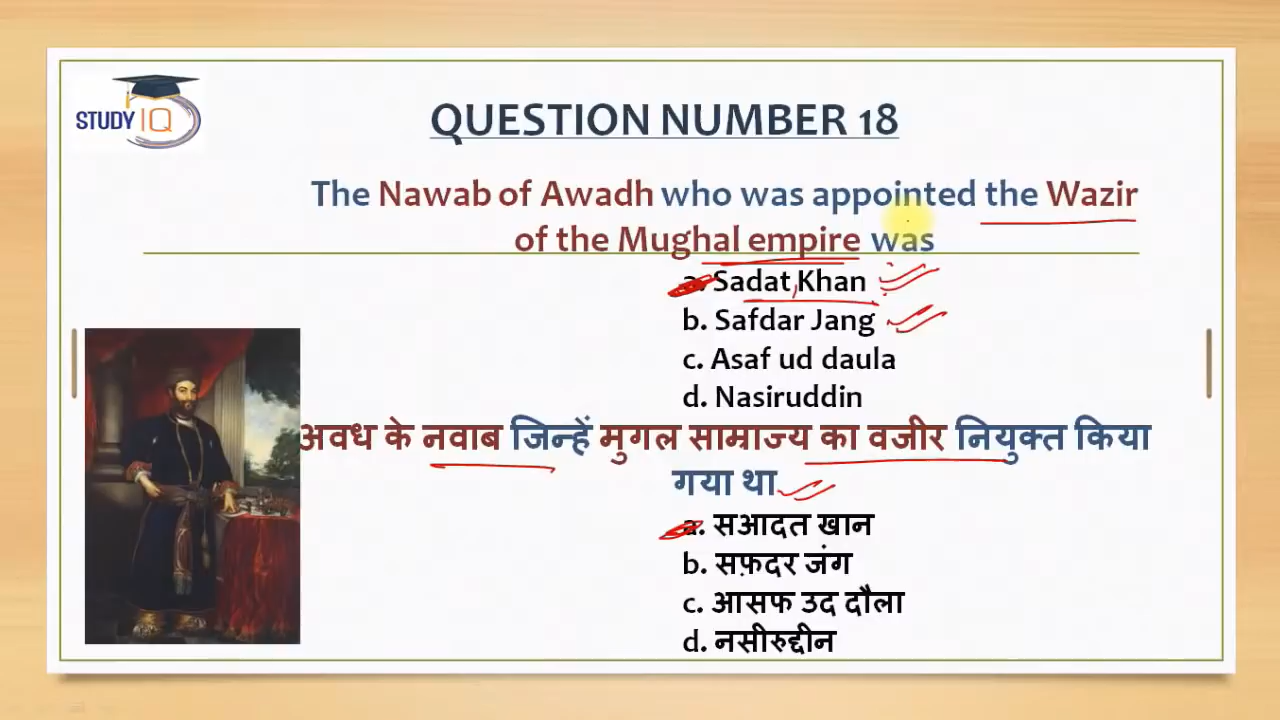 STUDY IQ
QUESTION NUMBER 18
The Nawab of Awadh who was appointed the Wazir
of the Mughal empire was
a. Sadat Khan
b. Safdar Jang
c. Asaf ud daula
d. Nasiruddin
अवध के नवाब जिन्हें मुगल साम्राज्य का वजीर नियुक्त किया
गया था
a. सआदत खान
b. सफ़दर जंग
c. आसफ उद दौला
d. नसीरुद्दीन